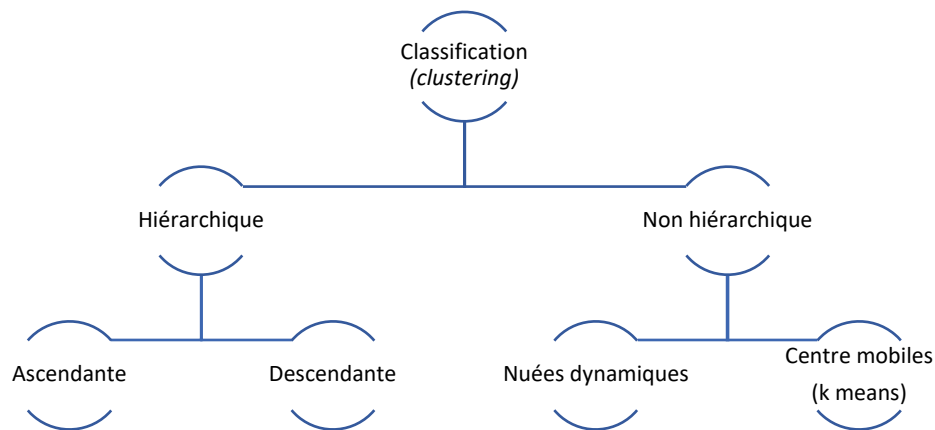 Classification
(clustering)
Hiérarchique
Non hiérarchique
Ascendante
Descendante
Nuées dynamiques
Centre mobiles
(k means)